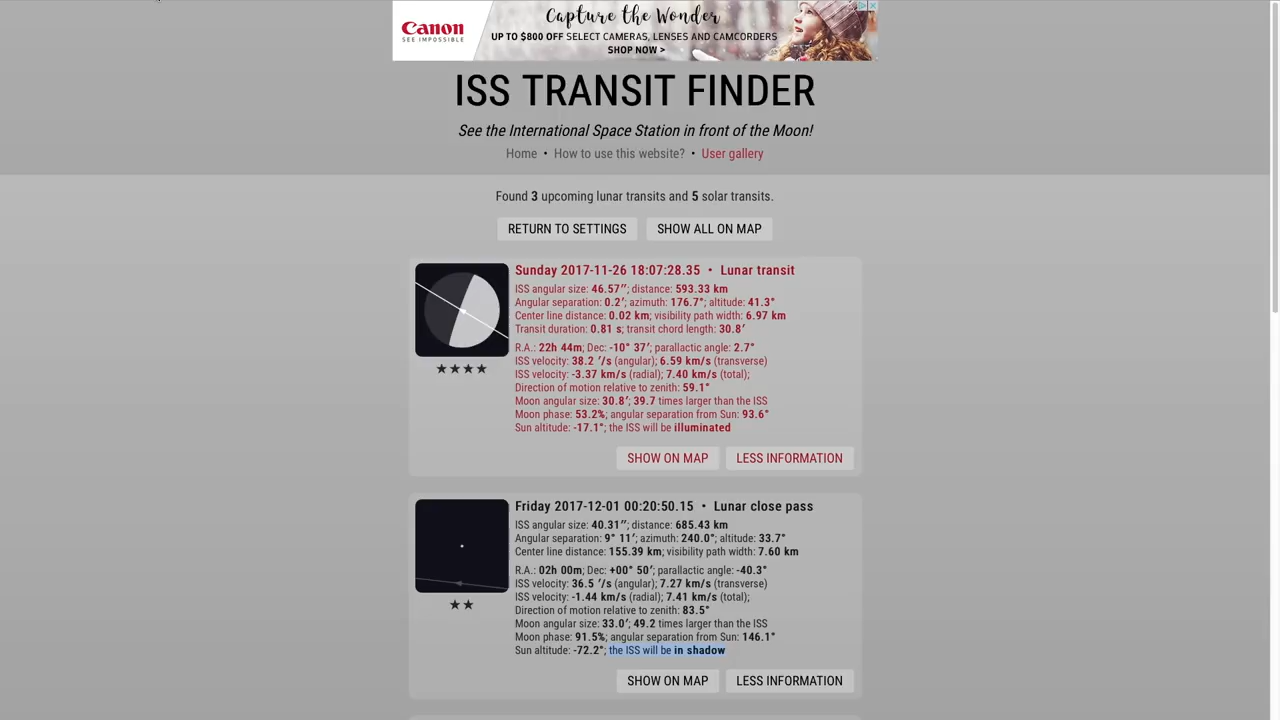 Canon
SEE IMPOSSIBLE
Capture the Wonder
UP TO $800 OFF SELECT CAMERAS, LENSES AND CAMCORDERS
SHOP NOW >
ISS TRANSIT FINDER
See the International Space Station in front of the Moon!
Home • How to use this website? • User gallery
Found 3 upcoming lunar transits and 5 solar transits.
RETURN TO SETTINGS SHOW ALL ON MAP
Sunday 2017-11-26 18:07:28.35 • Lunar transit
ISS angular size: 46.57″; distance: 593.33 km
Angular separation: 0.2′; azimuth: 176.7°; altitude: 41.3°
Center line distance: 0.02 km; visibility path width: 6.97 km
Transit duration: 0.81 s; transit chord length: 30.8′
R.A.: 22h 44m; Dec: -10° 37′; parallactic angle: 2.7°
ISS velocity: 38.2 ′/s (angular); 6.59 km/s (transverse)
ISS velocity: -3.37 km/s (radial); 7.40 km/s (total);
Direction of motion relative to zenith: 59.1°
Moon angular size: 30.8′; 39.7 times larger than the ISS
Moon phase: 53.2%; angular separation from Sun: 93.6°
Sun altitude: -17.1°; the ISS will be illuminated
★★★★
SHOW ON MAP LESS INFORMATION
Friday 2017-12-01 00:20:50.15 • Lunar close pass
ISS angular size: 40.31″; distance: 685.43 km
Angular separation: 9° 11′; azimuth: 240.0°; altitude: 33.7°
Center line distance: 155.39 km; visibility path width: 7.60 km
R.A.: 02h 00m; Dec: +00° 50′; parallactic angle: -40.3°
ISS velocity: 36.5 ′/s (angular); 7.27 km/s (transverse)
ISS velocity: -1.44 km/s (radial); 7.41 km/s (total);
Direction of motion relative to zenith: 83.5°
Moon angular size: 33.0′; 49.2 times larger than the ISS
Moon phase: 91.5%; angular separation from Sun: 146.1°
Sun altitude: -72.2°; the ISS will be in shadow
★★
SHOW ON MAP LESS INFORMATION